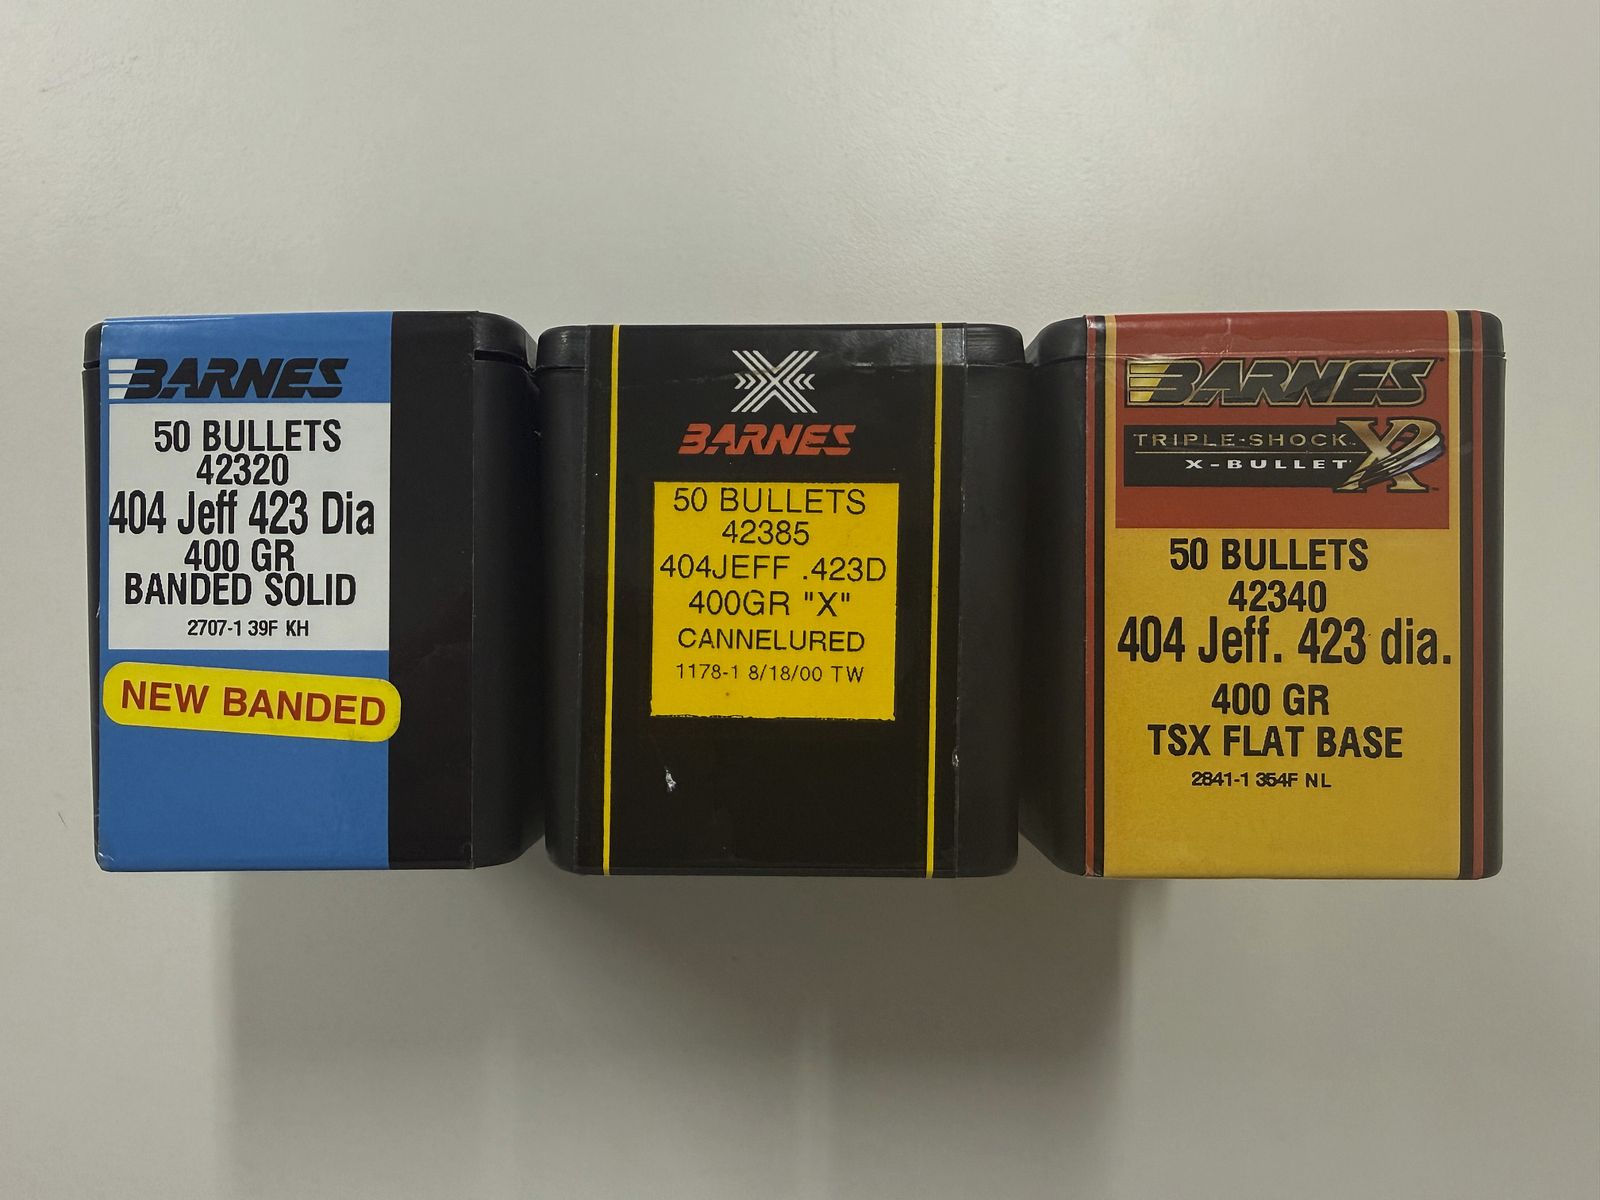 BARNES
50 BULLETS
42320
404 Jeff 423 Dia
400 GR
BANDED SOLID
2707-1 39F KH
NEW BANDED
X
BARNES
50 BULLETS
42385
404JEFF .423D
400GR "X"
CANNELURED
1178-1 8/18/00 TW
BARNES
TRIPLE-SHOCK™
X-BULLET
50 BULLETS
42340
404 Jeff. 423 dia.
400 GR
TSX FLAT BASE
2841-1 354F NL